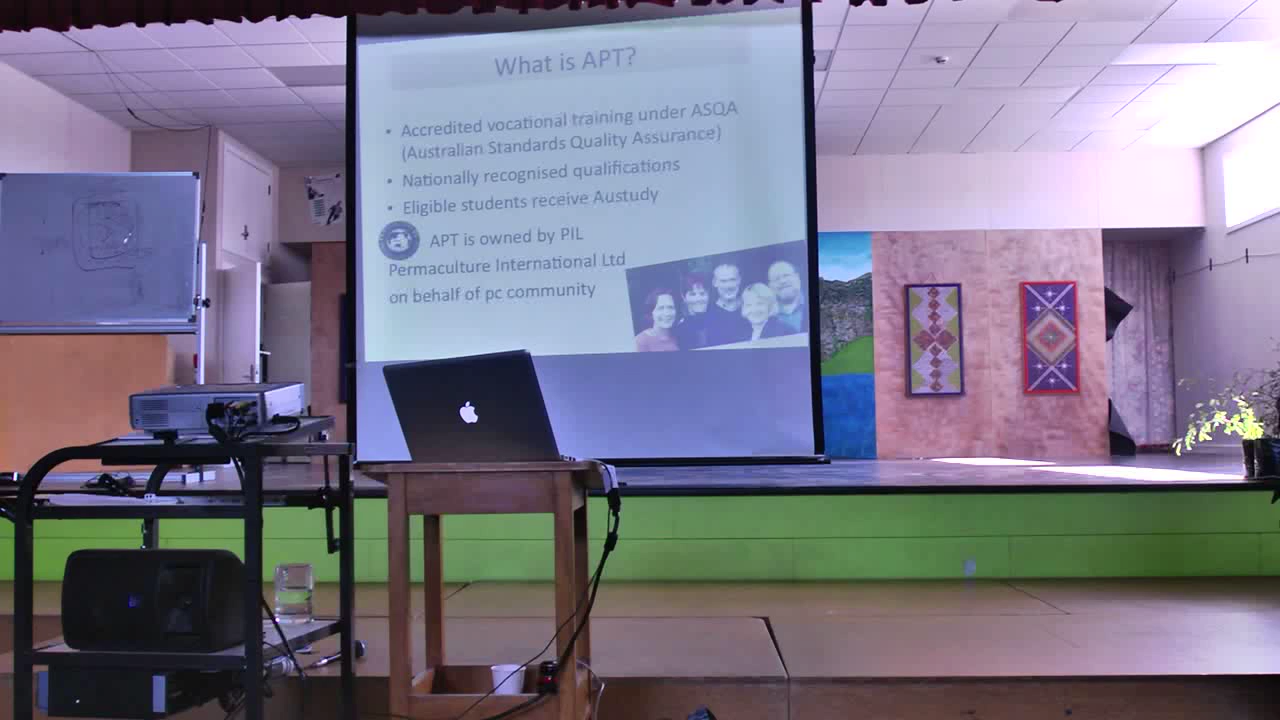 What is APT?
• Accredited vocational training under ASQA
(Australian Standards Quality Assurance)
• Nationally recognised qualifications
• Eligible students receive Austudy
APT is owned by PIL
Permaculture International Ltd
on behalf of pc community